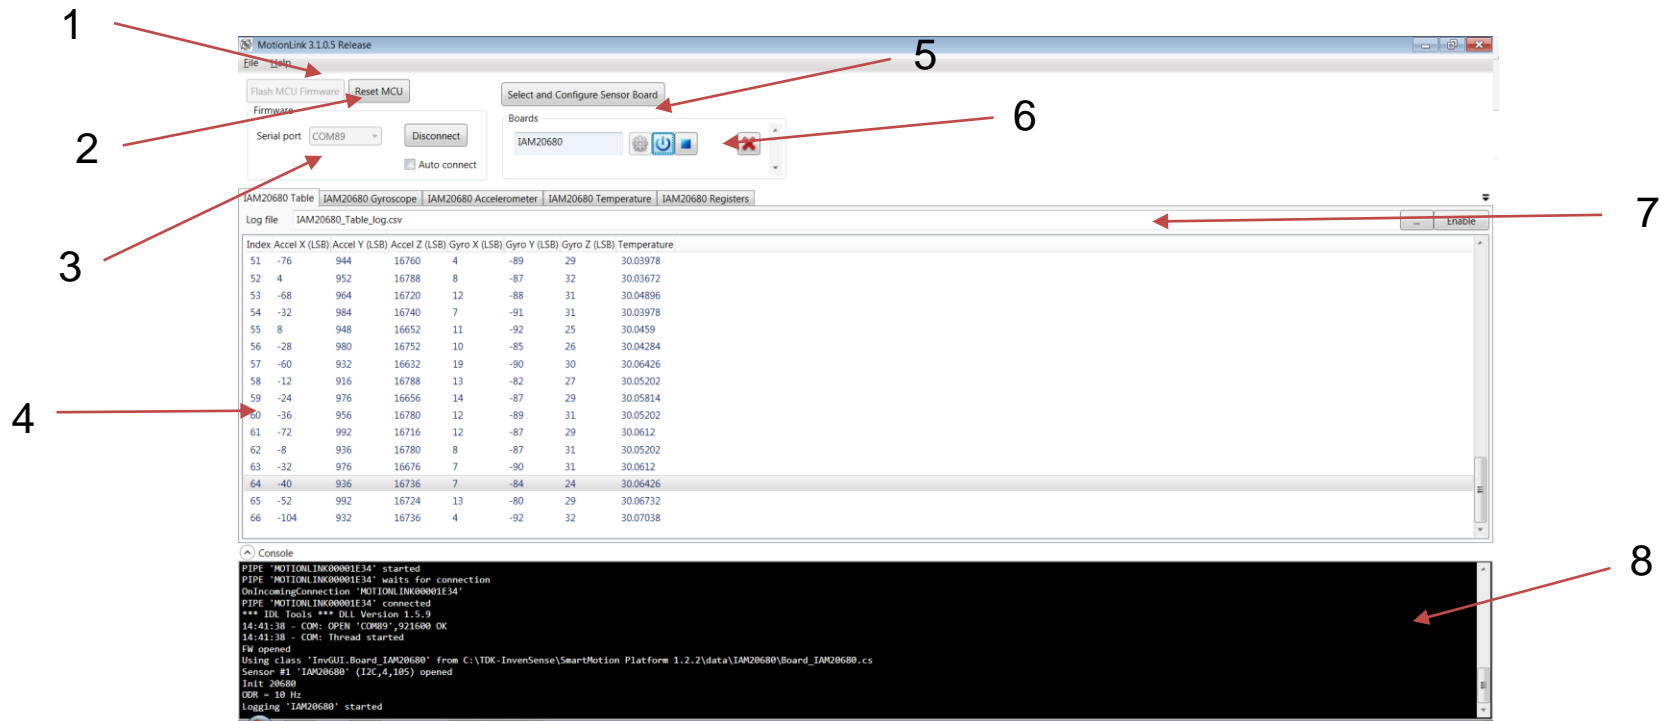 1
MotionLink 3.1.0.5 Release
5
File Help
Flash MCU Firmware Reset MCU Select and Configure Sensor Board
Firmware Boards
6
2
Serial port COM89 Disconnect IAM20680
Auto connect
IAM20680 Table IAM20680 Gyroscope IAM20680 Accelerometer IAM20680 Temperature IAM20680 Registers
7
Log file IAM20680_Table_log.csv ... Enable
3
Index Accel X (LSB) Accel Y (LSB) Accel Z (LSB) Gyro X (LSB) Gyro Y (LSB) Gyro Z (LSB) Temperature
51 -76 944 16760 4 -89 29 30.03978
52 4 952 16788 8 -87 32 30.03672
53 -68 964 16720 12 -88 31 30.04896
54 -32 984 16740 7 -91 31 30.03978
55 8 948 16652 11 -92 25 30.0459
56 -28 980 16752 10 -85 26 30.04284
57 -60 932 16632 19 -90 30 30.06426
58 -12 916 16788 13 -82 27 30.05202
59 -24 976 16656 14 -87 29 30.05814
4
60 -36 956 16780 12 -89 31 30.05202
61 -72 992 16716 12 -87 29 30.0612
62 -8 936 16780 8 -87 31 30.05202
63 -32 976 16676 7 -90 31 30.0612
64 -40 936 16736 7 -84 24 30.06426
65 -52 992 16724 13 -80 29 30.06732
66 -104 932 16736 4 -92 32 30.07038
Console
8
PIPE 'MOTIONLINK00001E34' started
PIPE 'MOTIONLINK00001E34' waits for connection
OnIncomingConnection 'MOTIONLINK00001E34'
PIPE 'MOTIONLINK00001E34' connected
*** IDL Tools *** DLL Version 1.5.9
14:41:38 - COM: OPEN 'COM89',921600 OK
14:41:38 - COM: Thread started
FW opened
Using class 'InvGUI.Board_IAM20680' from C:\TDK-InvenSense\SmartMotion Platform 1.2.2\data\IAM20680\Board_IAM20680.cs
Sensor #1 'IAM20680' (I2C,4,105) opened
Init 20680
ODR = 10 Hz
Logging 'IAM20680' started